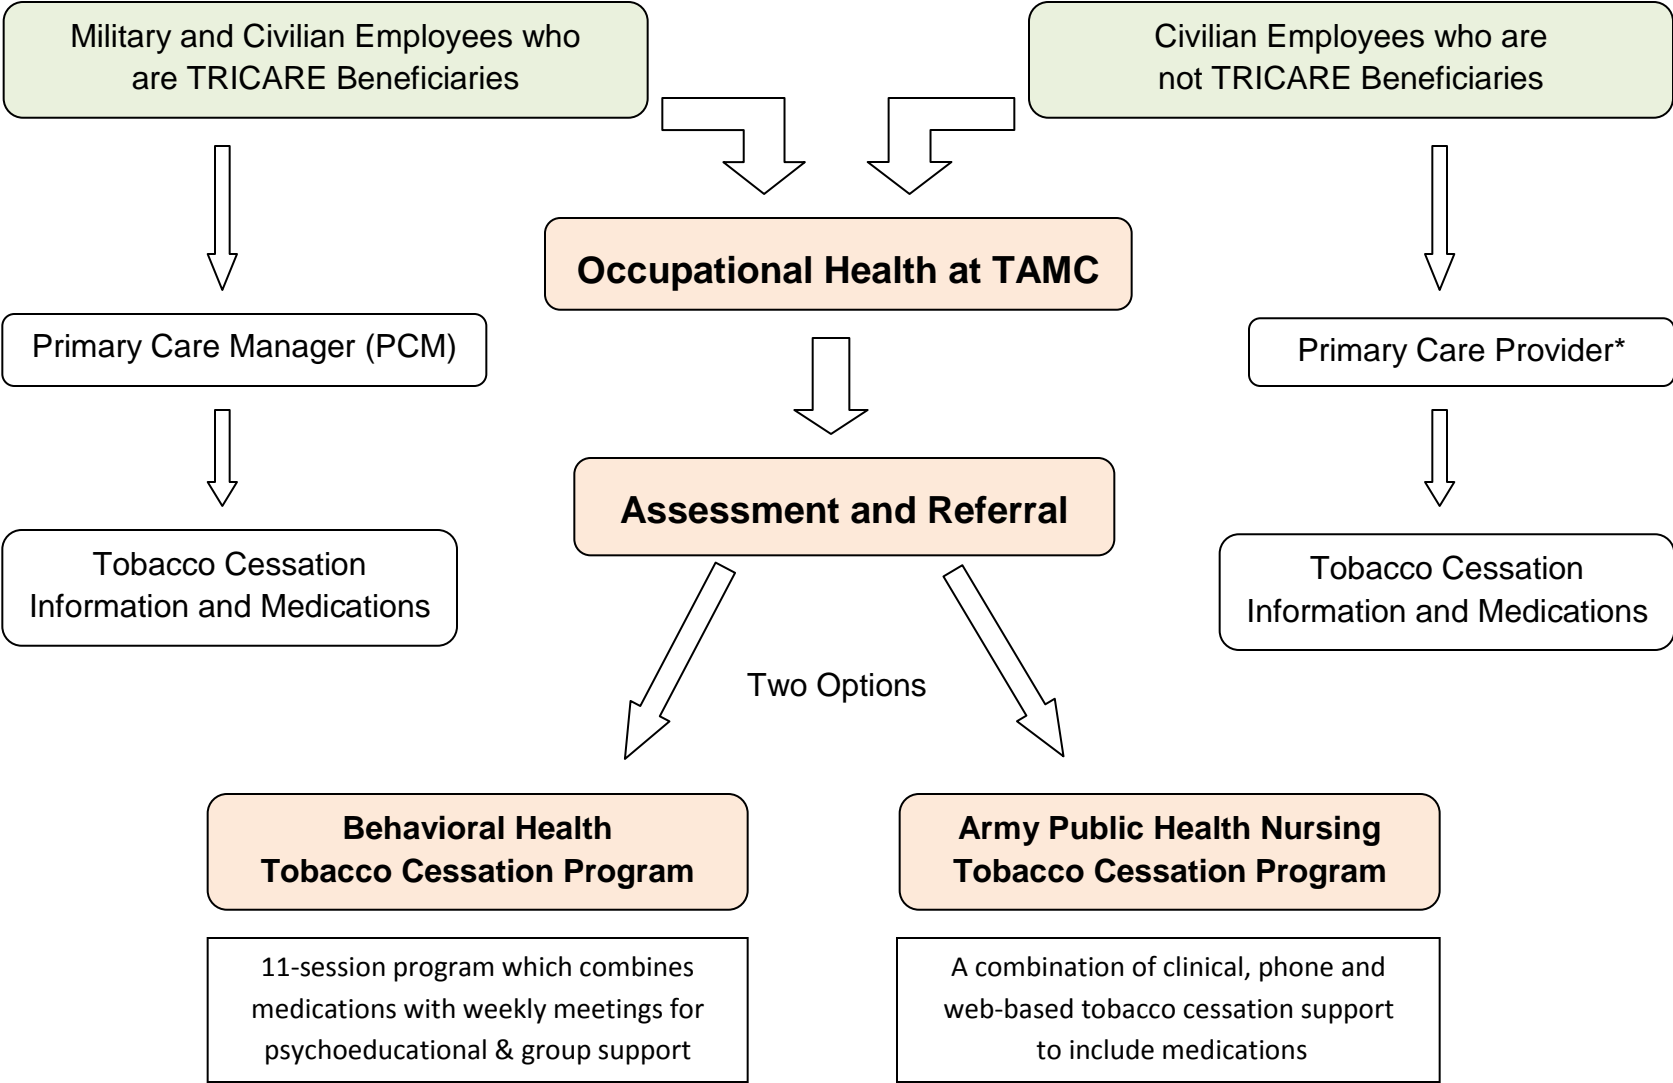 Military and Civilian Employees who
are TRICARE Beneficiaries
Civilian Employees who are
not TRICARE Beneficiaries
Occupational Health at TAMC
Primary Care Manager (PCM)
Primary Care Provider*
Assessment and Referral
Tobacco Cessation
Information and Medications
Tobacco Cessation
Information and Medications
Two Options
Behavioral Health
Tobacco Cessation Program
Army Public Health Nursing
Tobacco Cessation Program
11-session program which combines
medications with weekly meetings for
psychoeducational & group support
A combination of clinical, phone and
web-based tobacco cessation support
to include medications